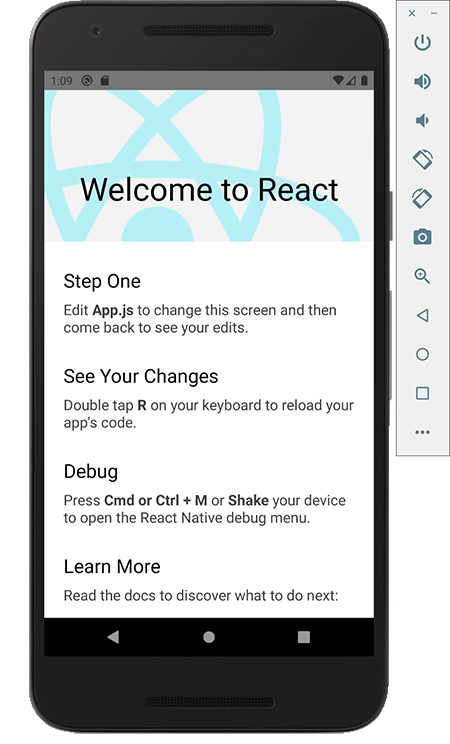 1:09
Welcome to React
Step One
Edit App.js to change this screen and then
come back to see your edits.
See Your Changes
Double tap R on your keyboard to reload your
app's code.
Debug
Press Cmd or Ctrl + M or Shake your device
to open the React Native debug menu.
Learn More
Read the docs to discover what to do next: